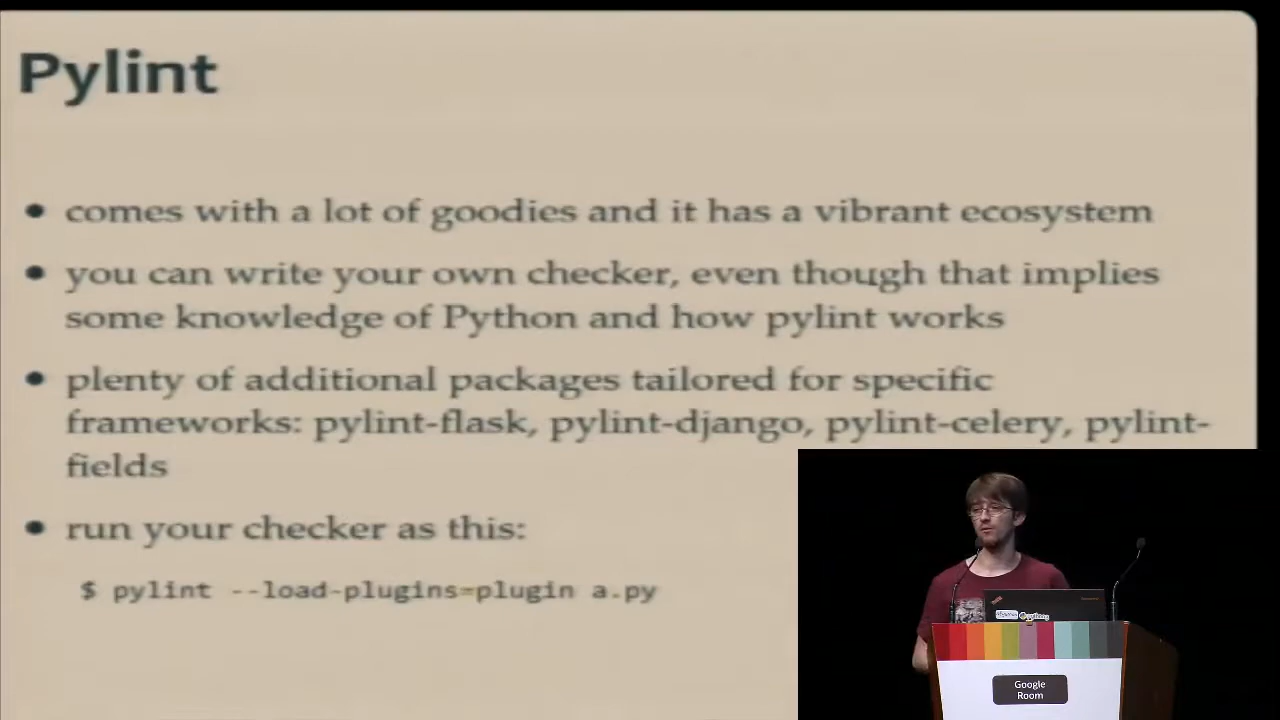 Pylint
• comes with a lot of goodies and it has a vibrant ecosystem
• you can write your own checker, even though that implies
some knowledge of Python and how pylint works
• plenty of additional packages tailored for specific
frameworks: pylint-flask, pylint-django, pylint-celery, pylint-
fields
• run your checker as this:
$ pylint --load-plugins=plugin a.py
Google
Room